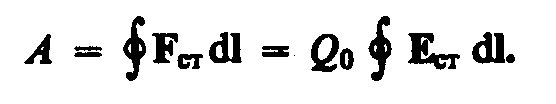 A = ∮F_ст dl = Q₀ ∮ E_ст dl.